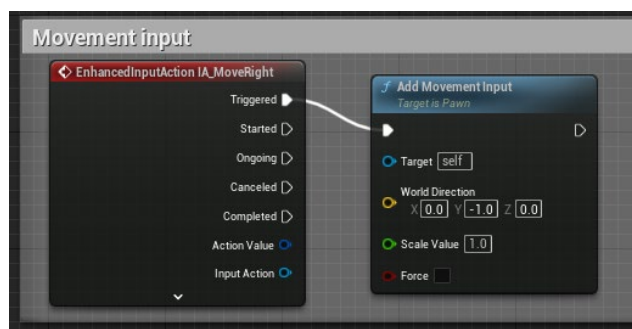 Movement input
EnhancedInputAction IA_MoveRight
Triggered
Started
Ongoing
Canceled
Completed
Action Value
Input Action
f Add Movement Input
Target is Pawn
Target self
World Direction
X 0.0 Y -1.0 Z 0.0
Scale Value 1.0
Force